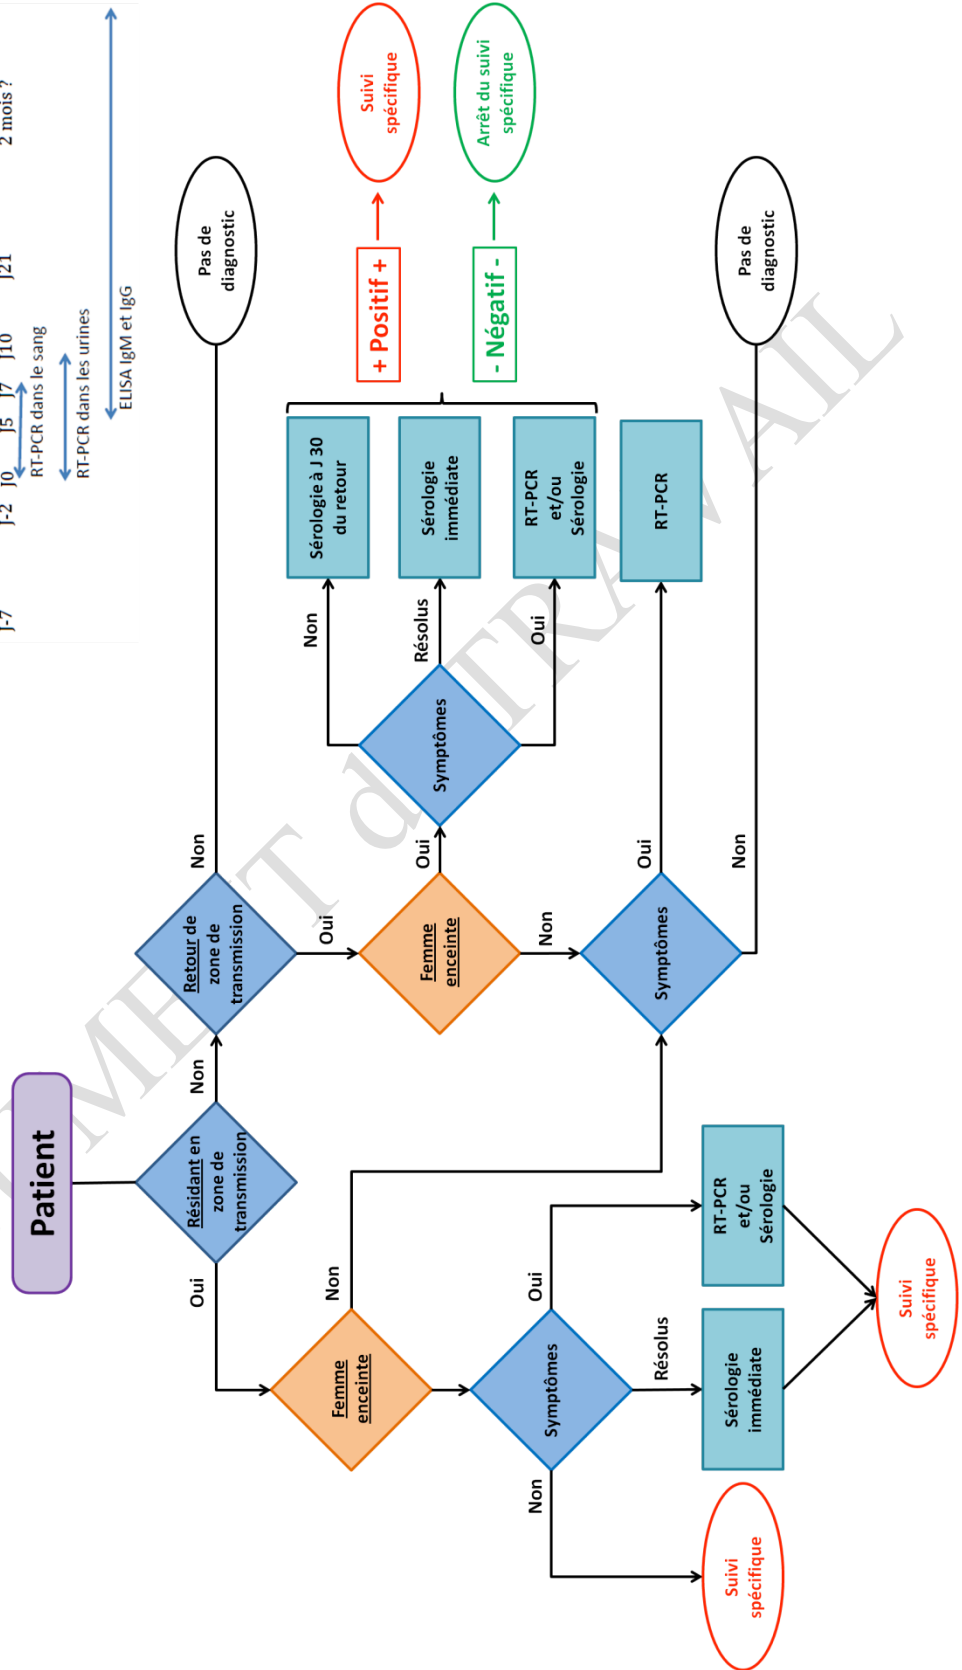 J-7 J-2 J0 J5 J7 J10 J21 2 mois ?
RT-PCR dans le sang
RT-PCR dans les urines
ELISA IgM et IgG
Patient
Résidant en
zone de
transmission
Non
Retour de
zone de
transmission
Non
Pas de
diagnostic
Oui
Oui
Femme
enceinte
Non
Femme
enceinte
Oui
Non
Symptômes
Non
Résolus
Oui
Sérologie à J 30
du retour
Sérologie
immédiate
RT-PCR
et/ou
Sérologie
+ Positif +
Suivi
spécifique
- Négatif -
Arrêt du suivi
spécifique
Symptômes
Non
Résolus
Oui
Symptômes
Oui
Non
RT-PCR
Pas de
diagnostic
Suivi
spécifique
Sérologie
immédiate
RT-PCR
et/ou
Sérologie
Suivi
spécifique
MENT de TRAVAIL